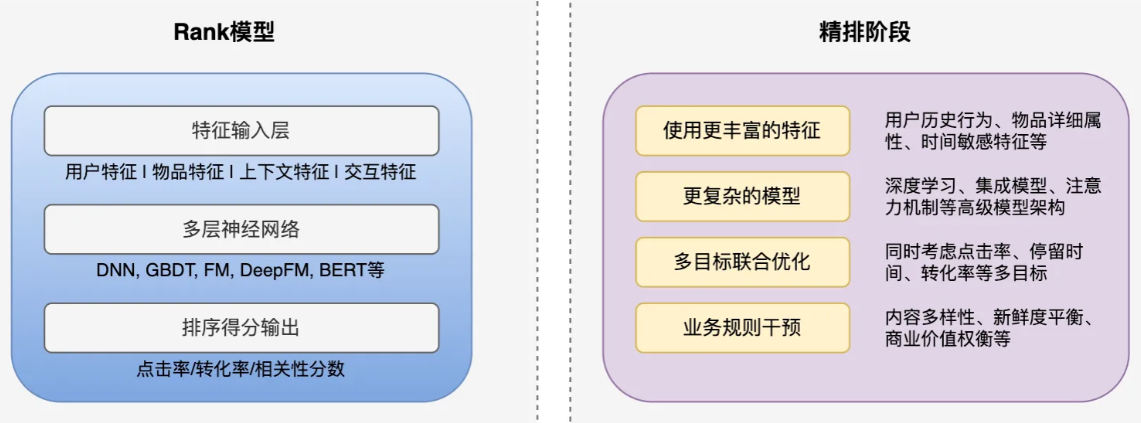 Rank模型
特征输入层
用户特征 | 物品特征 | 上下文特征 | 交互特征
多层神经网络
DNN, GBDT, FM, DeepFM, BERT等
排序得分输出
点击率/转化率/相关性分数
精排阶段
使用更丰富的特征
用户历史行为、物品详细属
性、时间敏感特征等
更复杂的模型
深度学习、集成模型、注意
力机制等高级模型架构
多目标联合优化
同时考虑点击率、停留时
间、转化率等多目标
业务规则干预
内容多样性、新鲜度平衡、
商业价值权衡等